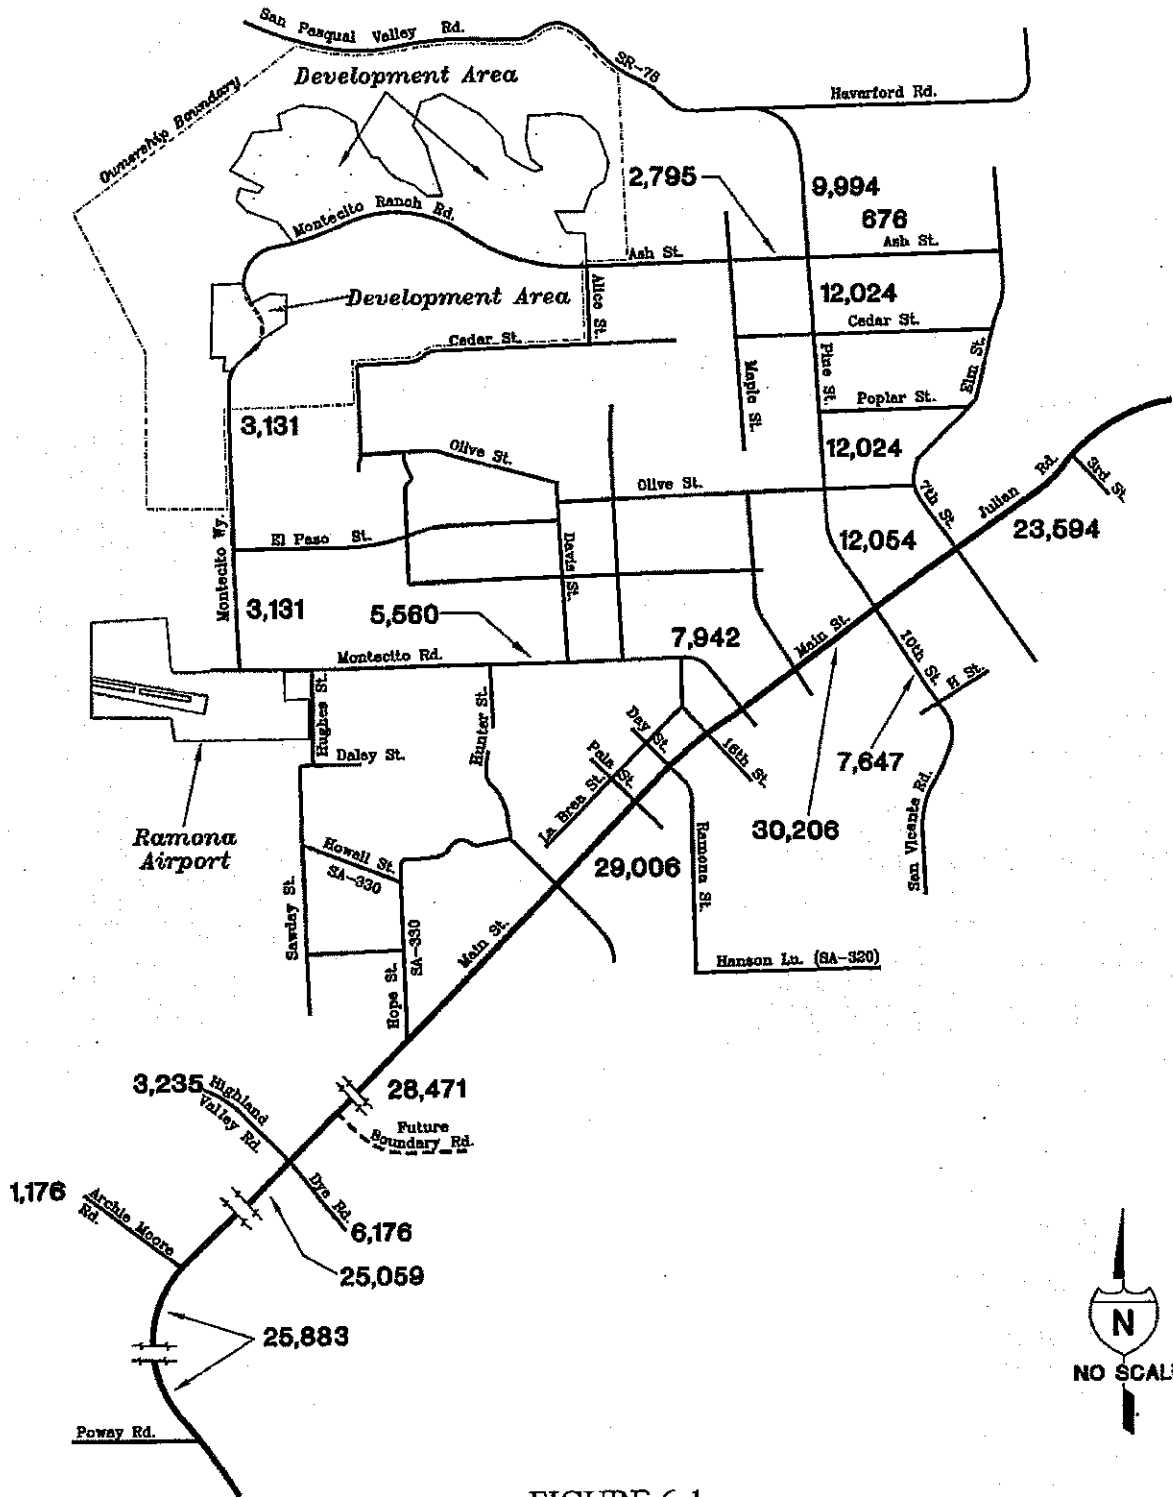 San Pasqual Valley Rd.
SR-78
Haverford Rd.
Development Area
Ownership Boundary
2,795
9,994
676
Montecito Ranch Rd.
Ash St.
Ash St.
Development Area
Alice St.
12,024
Cedar St.
Cedar St.
Maple St.
Pine St.
Elm St.
Poplar St.
3,131
12,024
Olive St.
Olive St.
7th St.
Julian Rd.
3rd St.
23,594
Montecito Wy.
El Paso St.
Davis St.
12,054
3,131
5,560
7,942
Main St.
10th St.
H St.
Montecito Rd.
Hughes St.
Hunter St.
Daley St.
Day St.
Pala St.
16th St.
La Brea St.
7,647
San Vicente Rd.
30,206
Ramona
Airport
Howall St.
SA-330
29,006
Ramona St.
Sawday St.
Hope St.
SA-330
Main St.
Hanson Ln. (SA-320)
3,235
Highland
Valley Rd.
28,471
Future
Boundary Rd.
1,176
Archie Moore
Rd.
Dye Rd.
6,176
25,059
25,883
N
NO SCAL
Poway Rd.
FIGURE 6-1